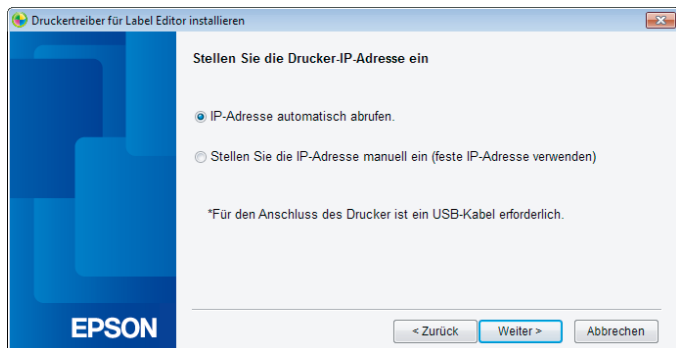 Druckertreiber für Label Editor installieren
Stellen Sie die Drucker-IP-Adresse ein
IP-Adresse automatisch abrufen.
Stellen Sie die IP-Adresse manuell ein (feste IP-Adresse verwenden)
*Für den Anschluss des Drucker ist ein USB-Kabel erforderlich.
EPSON
< Zurück
Weiter >
Abbrechen